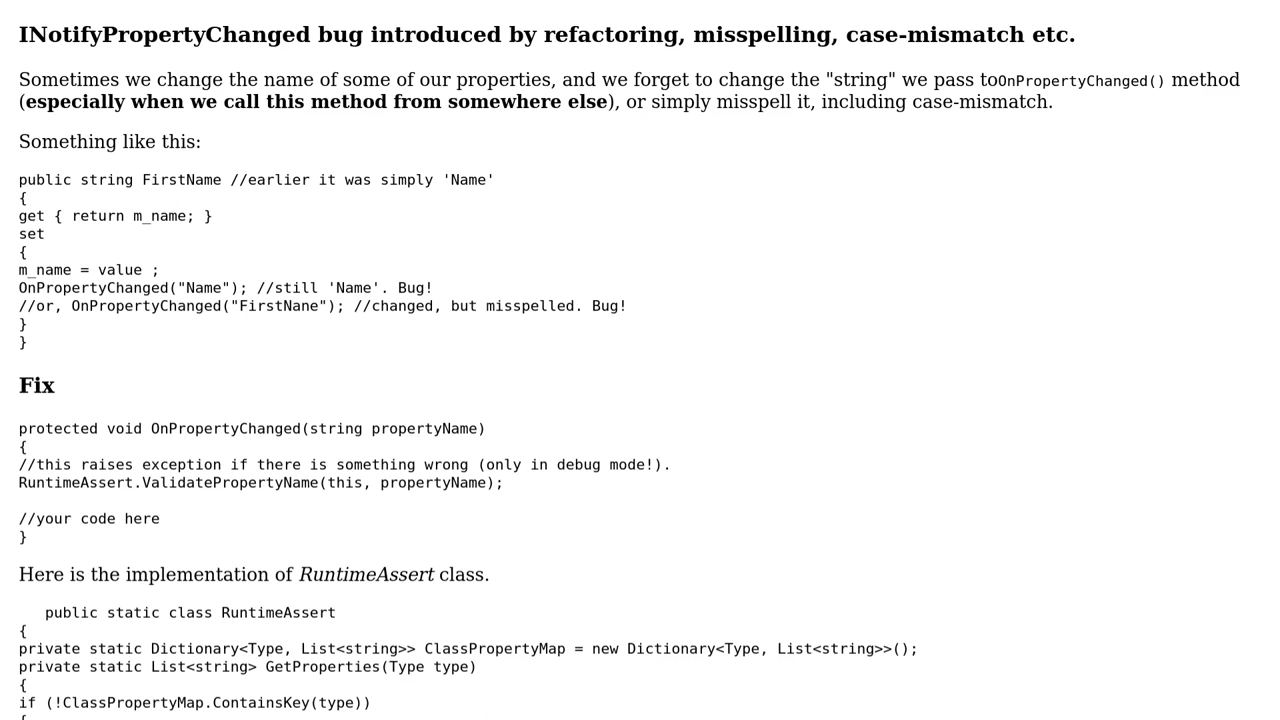 INotifyPropertyChanged bug introduced by refactoring, misspelling, case-mismatch etc.
Sometimes we change the name of some of our properties, and we forget to change the "string" we pass toOnPropertyChanged() method
(especially when we call this method from somewhere else), or simply misspell it, including case-mismatch.
Something like this:
public string FirstName //earlier it was simply 'Name'
{
get { return m_name; }
set
{
m_name = value ;
OnPropertyChanged("Name"); //still 'Name'. Bug!
//or, OnPropertyChanged("FirstNane"); //changed, but misspelled. Bug!
}
}
Fix
protected void OnPropertyChanged(string propertyName)
{
//this raises exception if there is something wrong (only in debug mode!).
RuntimeAssert.ValidatePropertyName(this, propertyName);
//your code here
}
Here is the implementation of RuntimeAssert class.
public static class RuntimeAssert
{
private static Dictionary<Type, List<string>> ClassPropertyMap = new Dictionary<Type, List<string>>();
private static List<string> GetProperties(Type type)
{
if (!ClassPropertyMap.ContainsKey(type))
{